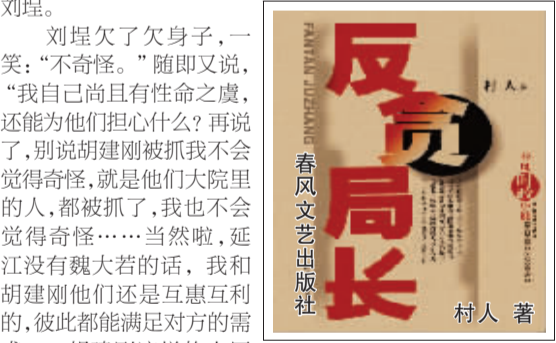 刘埕。
刘埕欠了欠身子，一
笑：“不奇怪。”随即又说，
“我自己尚且有性命之虞，
还能为他们担心什么？再说
了，别说胡建刚被抓我不会
觉得奇怪，就是他们大院里
的人，都被抓了，我也不会
觉得奇怪……当然啦，延
江没有魏大若的话，我和
胡建刚他们还是互惠互利
的，彼此都能满足对方的需
反贪局长
FANTAN JUZHANG
村人
春风文艺出版社
村人 著